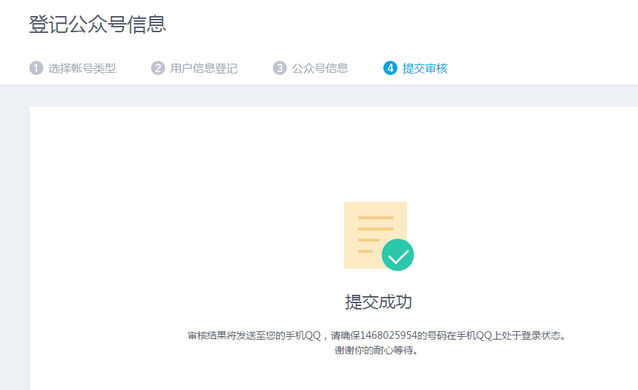 登记公众号信息
1 选择帐号类型 2 用户信息登记 3 公众号信息 4 提交审核
提交成功
审核结果将发送至您的手机QQ，请确保1468025954的号码在手机QQ上处于登录状态。
谢谢你的耐心等待。